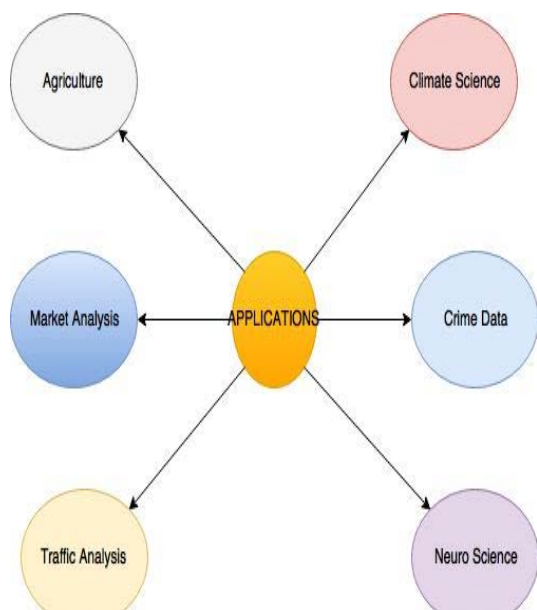 Agriculture
Climate Science
Market Analysis
APPLICATIONS
Crime Data
Traffic Analysis
Neuro Science